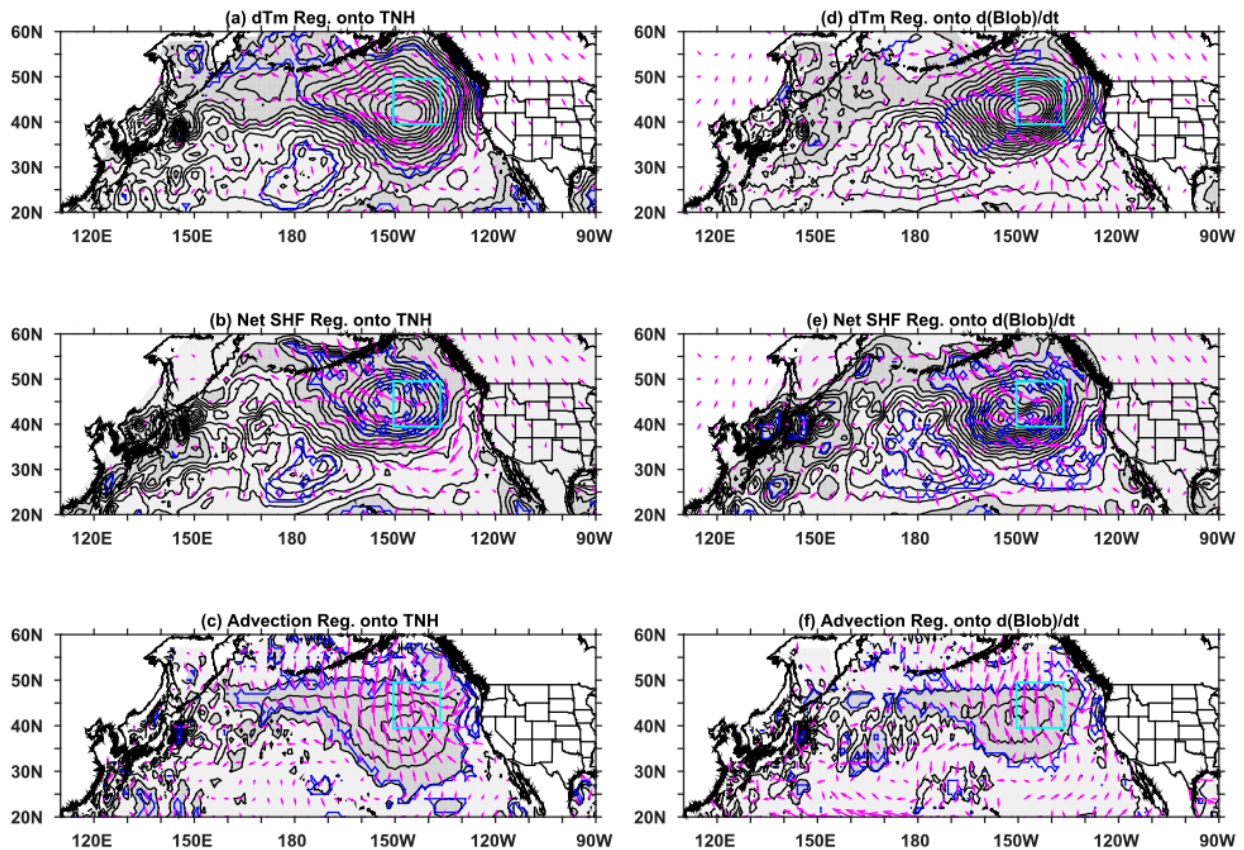 (a) dTm Reg. onto TNH
60N
50N
40N
30N
20N
120E 150E 180 150W 120W 90W
(d) dTm Reg. onto d(Blob)/dt
60N
50N
40N
30N
20N
120E 150E 180 150W 120W 90W
(b) Net SHF Reg. onto TNH
60N
50N
40N
30N
20N
120E 150E 180 150W 120W 90W
(e) Net SHF Reg. onto d(Blob)/dt
60N
50N
40N
30N
20N
120E 150E 180 150W 120W 90W
(c) Advection Reg. onto TNH
60N
50N
40N
30N
20N
120E 150E 180 150W 120W 90W
(f) Advection Reg. onto d(Blob)/dt
60N
50N
40N
30N
20N
120E 150E 180 150W 120W 90W